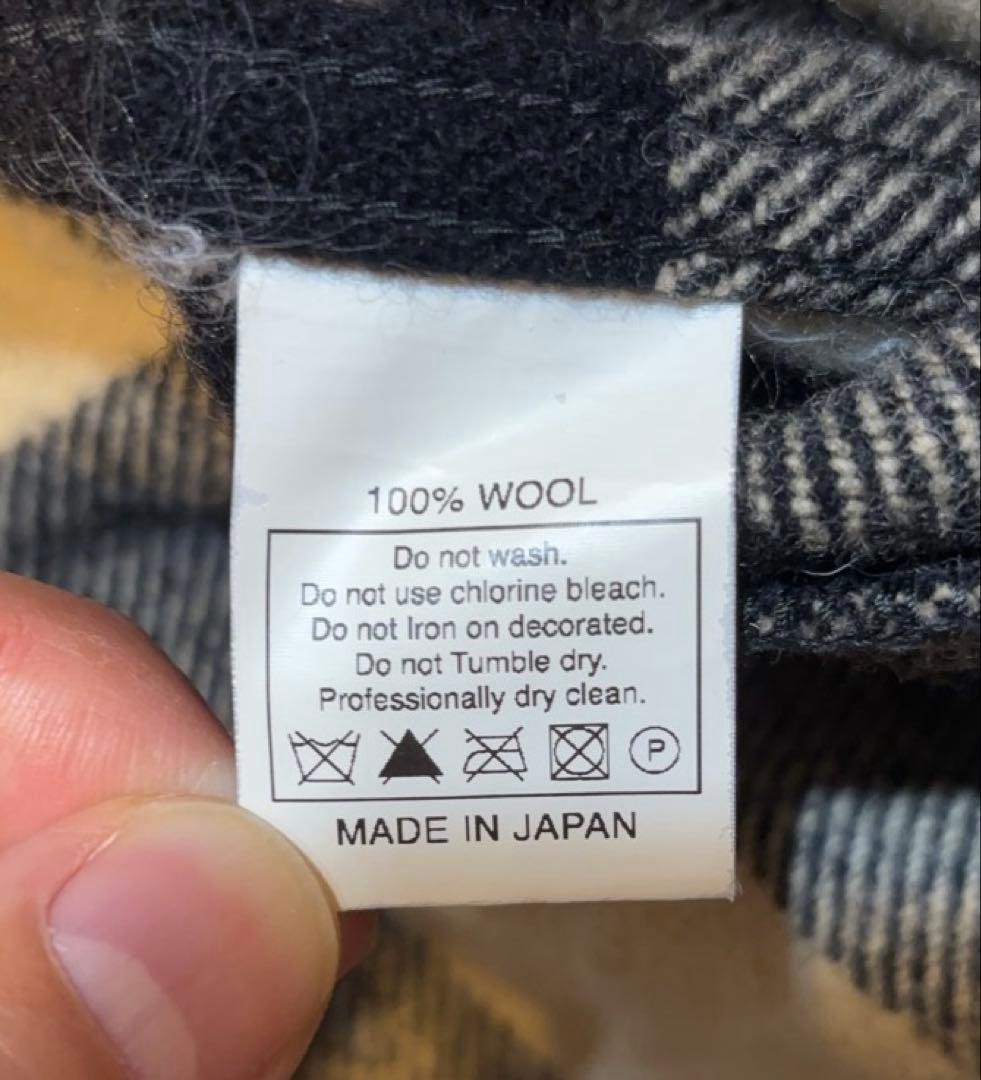 100% WOOL
Do not wash.
Do not use chlorine bleach.
Do not Iron on decorated.
Do not Tumble dry.
Professionally dry clean.
P
MADE IN JAPAN